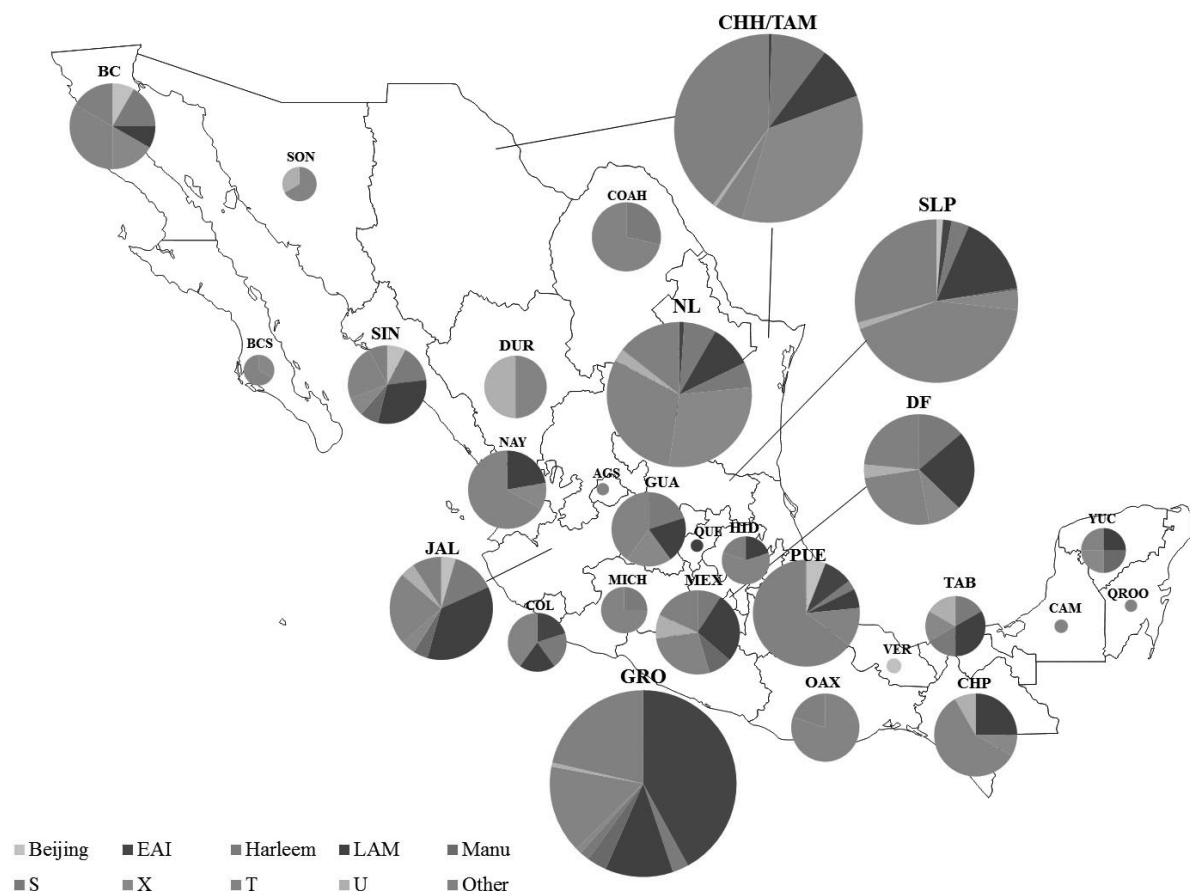 CHH/TAM
BC
SON
COAH
SLP
NL
SIN
DUR
BCS
DF
NAY
AGS
GUA
QUE
HID
YUC
JAL
PUE
MICH
MEX
TAB
QROO
COL
CAM
VER
GRO
OAX
CHP
Beijing EAI Harleem LAM Manu
S X T U Other